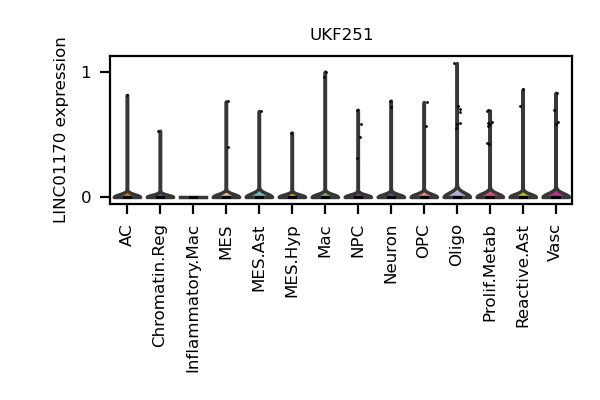 UKF251
LINC01170 expression
1
0
AC
Chromatin.Reg
Inflammatory.Mac
MES
MES.Ast
MES.Hyp
Mac
NPC
Neuron
OPC
Oligo
Prolif.Metab
Reactive.Ast
Vasc